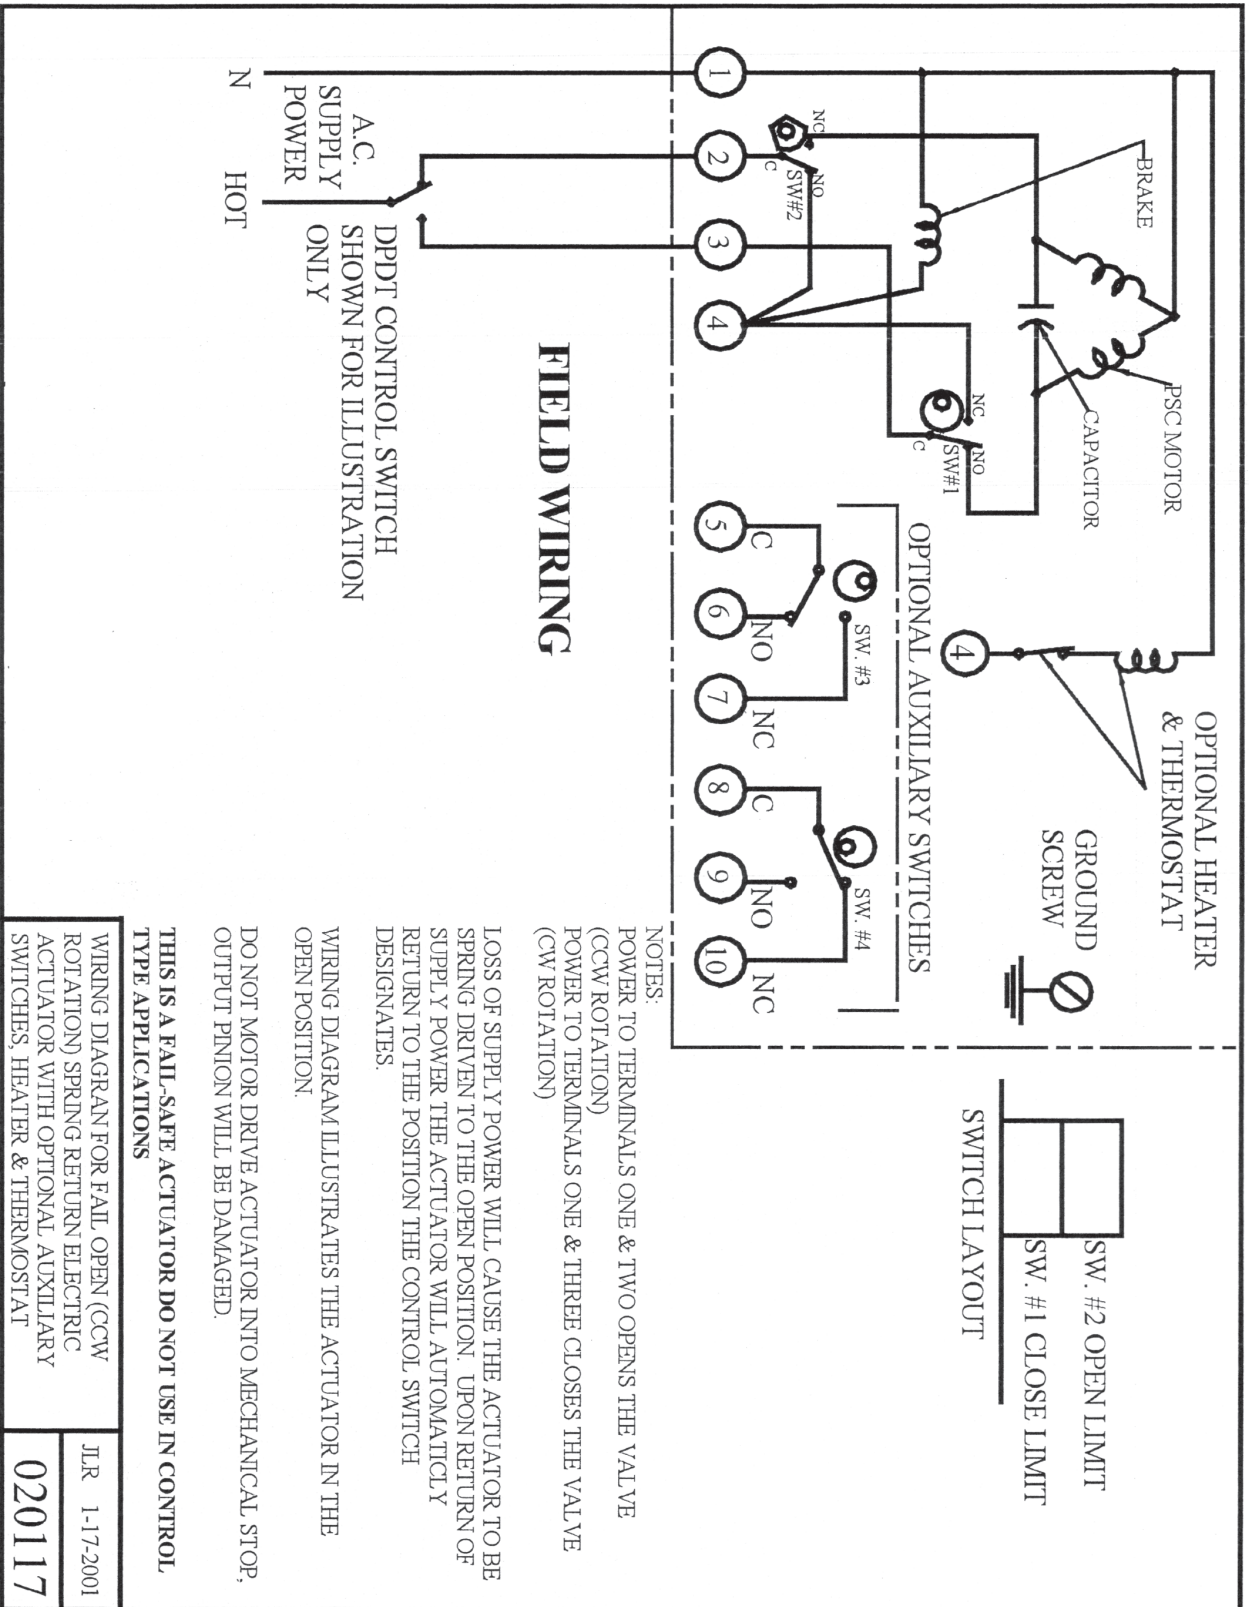 N
A.C.
SUPPLY
POWER
HOT
DPDT CONTROL SWITCH
SHOWN FOR ILLUSTRATION
ONLY
FIELD WIRING
1
2
3
4
5
6
7
8
9
10
NC
C
NO
SW#2
BRAKE
PSC MOTOR
CAPACITOR
NC
NO
C
SW#1
C
NO
NC
SW. #3
C
NO
NC
SW. #4
OPTIONAL AUXILIARY SWITCHES
4
OPTIONAL HEATER
& THERMOSTAT
GROUND
SCREW
SW. #2 OPEN LIMIT
SW. #1 CLOSE LIMIT
SWITCH LAYOUT
NOTES:
POWER TO TERMINALS ONE & TWO OPENS THE VALVE
(CCW ROTATION)
POWER TO TERMINALS ONE & THREE CLOSES THE VALVE
(CW ROTATION)
LOSS OF SUPPLY POWER WILL CAUSE THE ACTUATOR TO BE
SPRING DRIVEN TO THE OPEN POSITION. UPON RETURN OF
SUPPLY POWER THE ACTUATOR WILL AUTOMATICLY
RETURN TO THE POSITION THE CONTROL SWITCH
DESIGNATES.
WIRING DIAGRAM ILLUSTRATES THE ACTUATOR IN THE
OPEN POSITION.
DO NOT MOTOR DRIVE ACTUATOR INTO MECHANICAL STOP,
OUTPUT PINION WILL BE DAMAGED.
THIS IS A FAIL-SAFE ACTUATOR DO NOT USE IN CONTROL
TYPE APPLICATIONS
WIRING DIAGRAN FOR FAIL OPEN (CCW
ROTATION) SPRING RETURN ELECTRIC
ACTUATOR WITH OPTIONAL AUXILIARY
SWITCHES, HEATER & THERMOSTAT
JLR 1-17-2001
020117